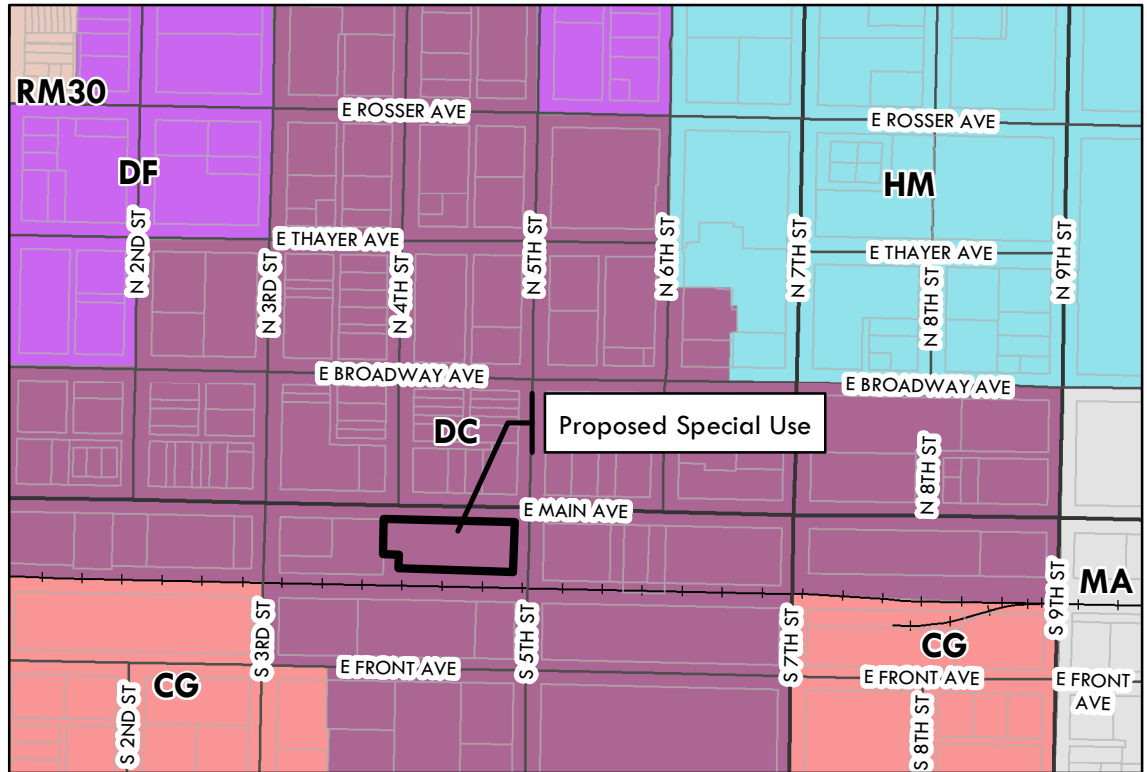 RM30
E ROSSER AVE
E ROSSER AVE
DF
HM
N 2ND ST
N 3RD ST
E THAYER AVE
N 4TH ST
N 5TH ST
N 6TH ST
N 7TH ST
E THAYER AVE
N 8TH ST
N 9TH ST
E BROADWAY AVE
E BROADWAY AVE
DC
Proposed Special Use
N 8TH ST
E MAIN AVE
MA
S 9TH ST
S 3RD ST
S 5TH ST
S 7TH ST
CG
E FRONT AVE
E FRONT AVE
E FRONT
AVE
CG
S 2ND ST
S 8TH ST